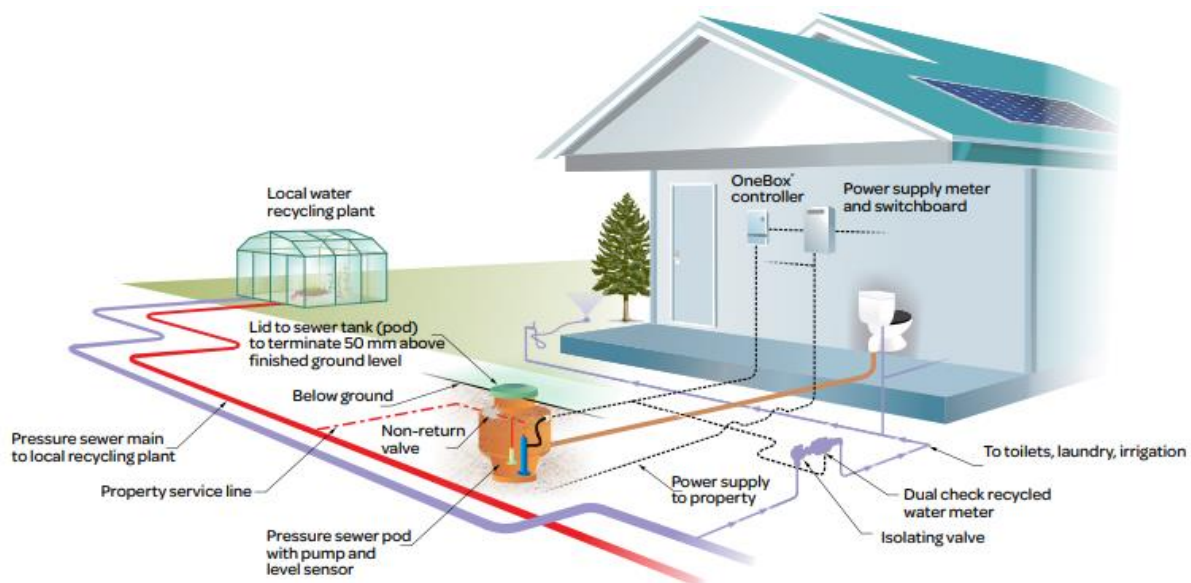 Local water
recycling plant
OneBox*
controller
Power supply meter
and switchboard
Lid to sewer tank (pod)
to terminate 50 mm above
finished ground level
Below ground
Non-return
valve
Pressure sewer main
to local recycling plant
Property service line
Pressure sewer pod
with pump and
level sensor
Power supply
to property
To toilets, laundry, irrigation
Dual check recycled
water meter
Isolating valve